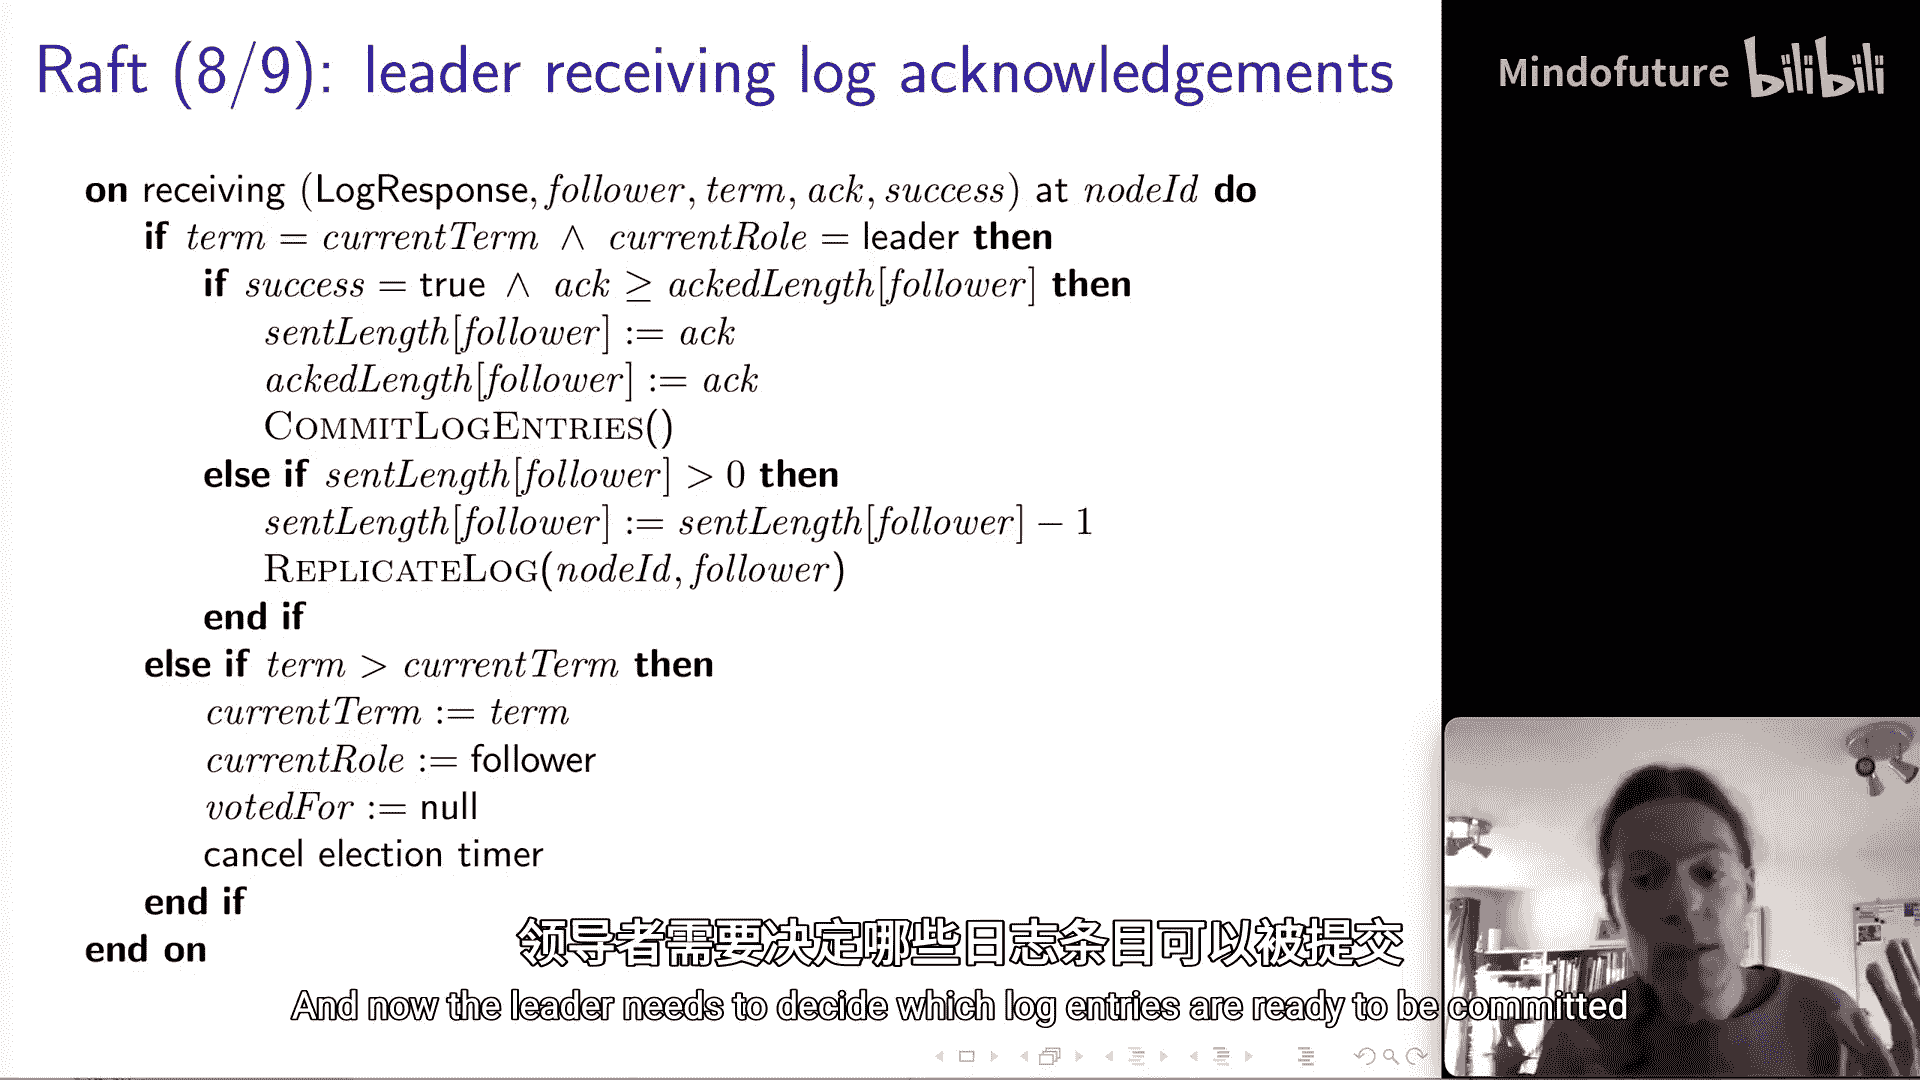 Raft (8/9): leader receiving log acknowledgements
Mindofuture bilibili
on receiving (LogResponse, follower, term, ack, success) at nodeId do
if term = currentTerm ∧ currentRole = leader then
if success = true ∧ ack ≥ ackedLength[follower] then
sentLength[follower] := ack
ackedLength[follower] := ack
COMMITLOGENTRIES()
else if sentLength[follower] > 0 then
sentLength[follower] := sentLength[follower] − 1
REPLICATELOG(nodeId, follower)
end if
else if term > currentTerm then
currentTerm := term
currentRole := follower
votedFor := null
cancel election timer
end if
end on
领导者需要决定哪些日志条目可以被提交
And now the leader needs to decide which log entries are ready to be committed